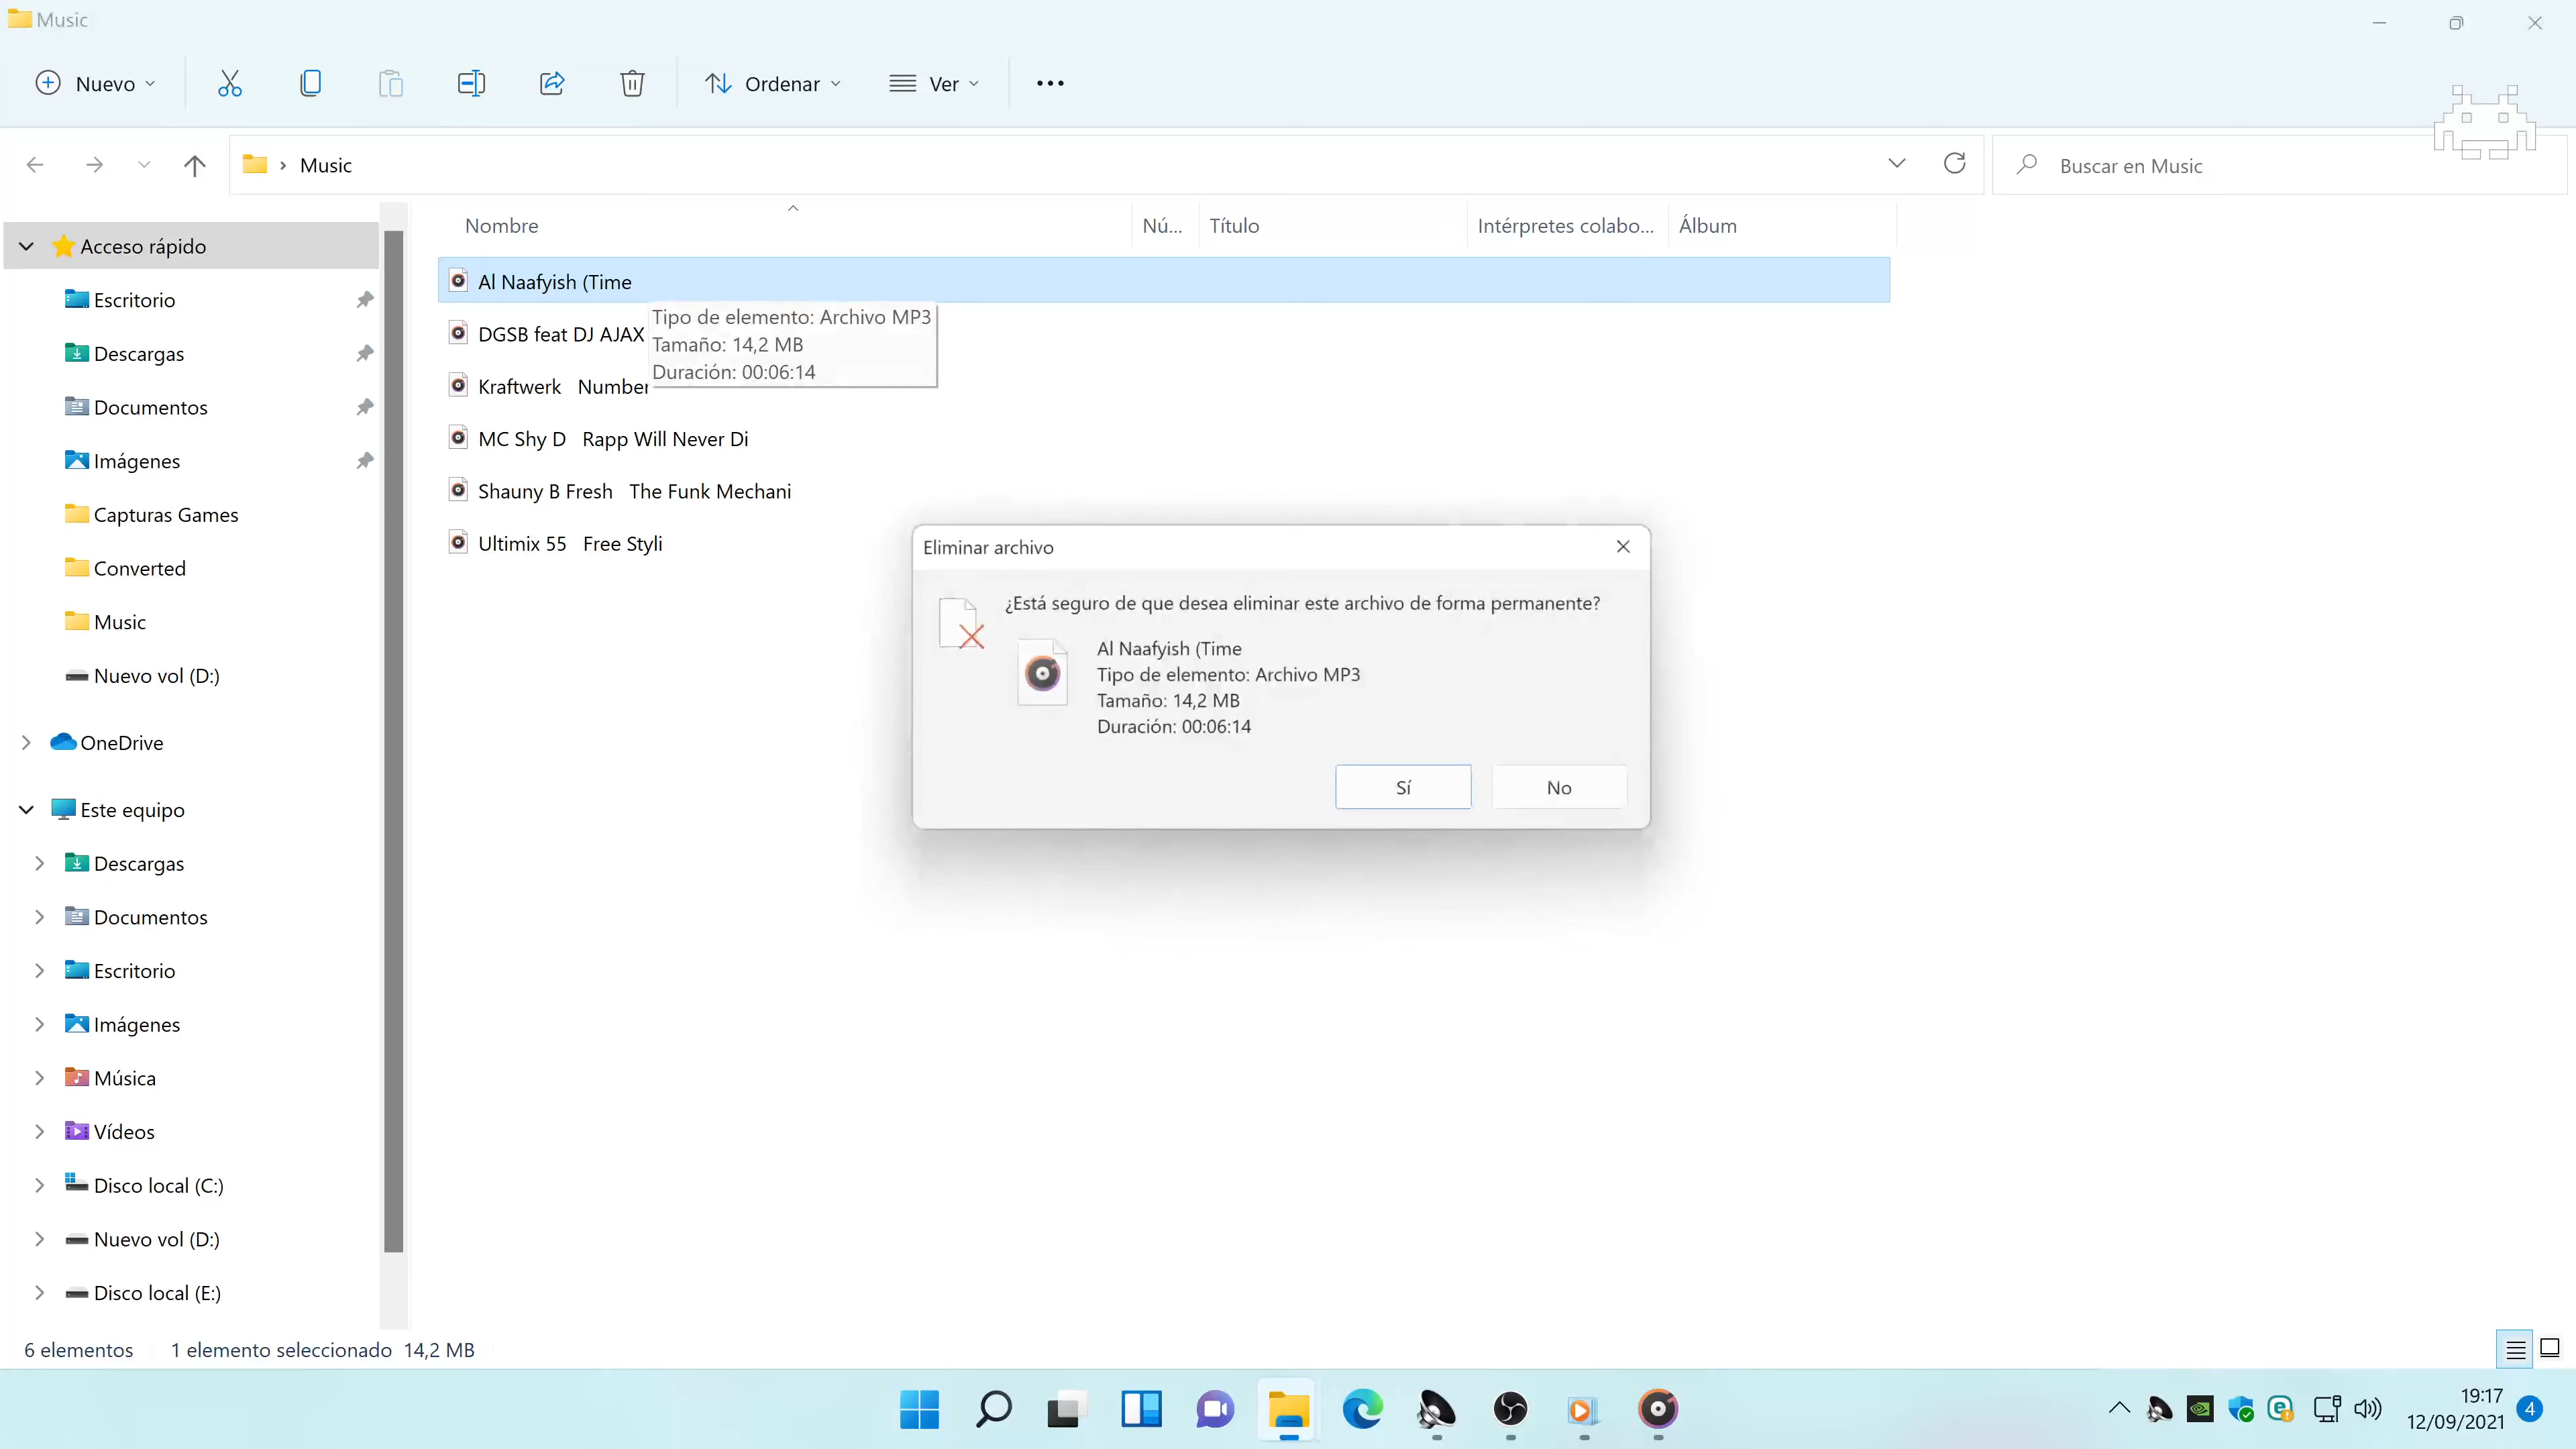 Music
Nuevo
Ordenar
Ver
Music
Buscar en Music
Nombre
Nú...
Título
Intérpretes colabo...
Álbum
Acceso rápido
Escritorio
Descargas
Documentos
Imágenes
Capturas Games
Converted
Music
Nuevo vol (D:)
OneDrive
Este equipo
Descargas
Documentos
Escritorio
Imágenes
Música
Vídeos
Disco local (C:)
Nuevo vol (D:)
Disco local (E:)
Al Naafyish (Time
DGSB feat DJ AJAX
Kraftwerk Number
MC Shy D Rapp Will Never Di
Shauny B Fresh The Funk Mechani
Ultimix 55 Free Styli
Tipo de elemento: Archivo MP3
Tamaño: 14,2 MB
Duración: 00:06:14
Eliminar archivo
¿Está seguro de que desea eliminar este archivo de forma permanente?
Al Naafyish (Time
Tipo de elemento: Archivo MP3
Tamaño: 14,2 MB
Duración: 00:06:14
Sí
No
6 elementos
1 elemento seleccionado 14,2 MB
19:17
12/09/2021
4